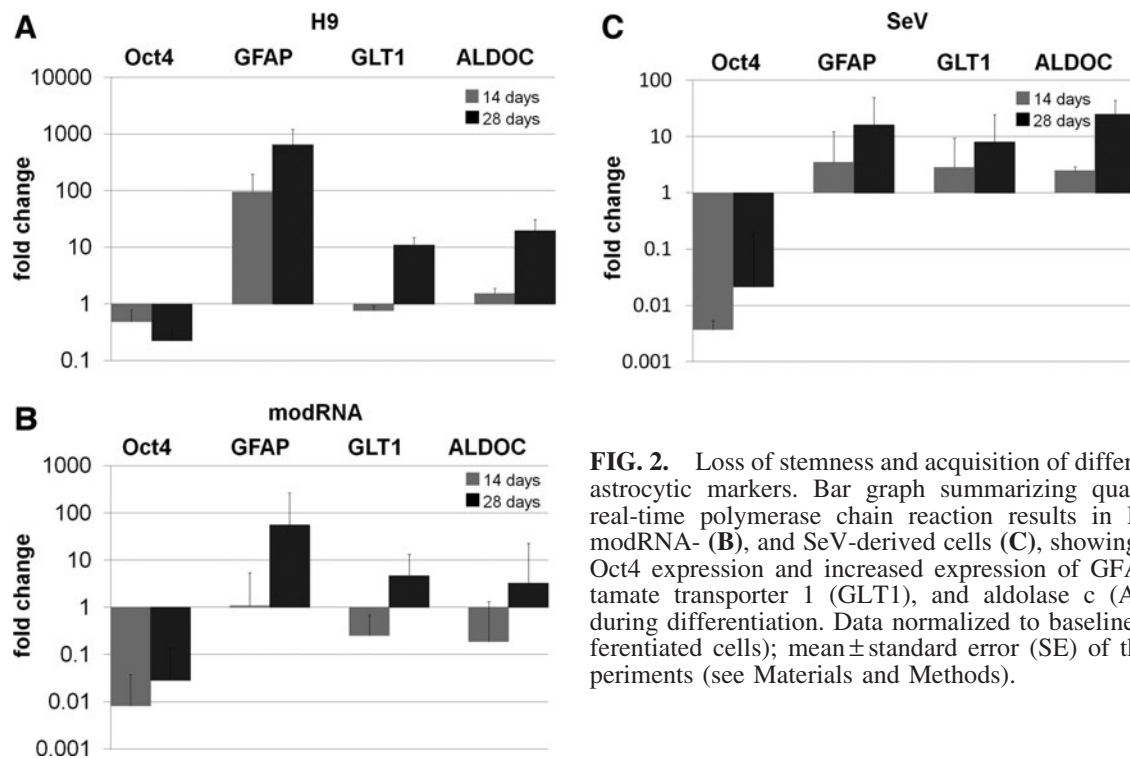 A
H9
Oct4 GFAP GLT1 ALDOC
10000
1000
100
10
1
0.1
fold change
14 days
28 days
B
modRNA
Oct4 GFAP GLT1 ALDOC
1000
100
10
1
0.1
0.01
0.001
fold change
14 days
28 days
C
SeV
Oct4 GFAP GLT1 ALDOC
100
10
1
0.1
0.01
0.001
fold change
14 days
28 days
FIG. 2. Loss of stemness and acquisition of differ
astrocytic markers. Bar graph summarizing qua
real-time polymerase chain reaction results in
modRNA- (B), and SeV-derived cells (C), showing
Oct4 expression and increased expression of GFA
tamate transporter 1 (GLT1), and aldolase c (A
during differentiation. Data normalized to baseline
ferentiated cells); mean ± standard error (SE) of th
periments (see Materials and Methods).